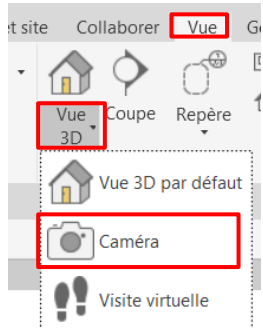 et site Collaborer Vue
Vue 3D Coupe Repère
Vue 3D par défaut
Caméra
Visite virtuelle